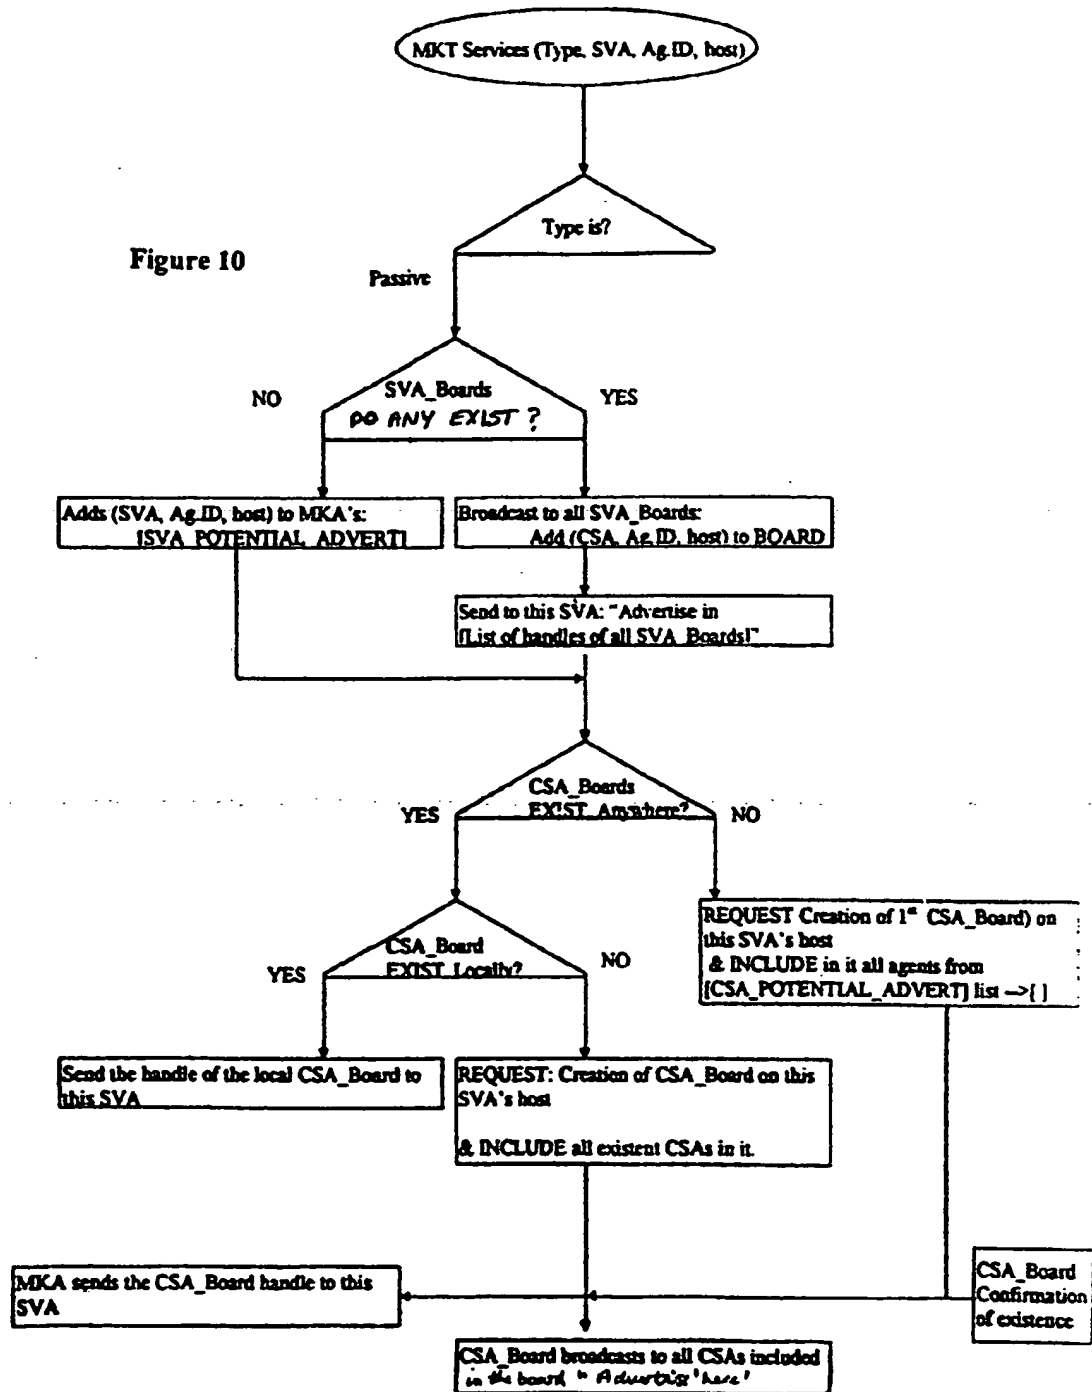 MKT Services (Type, SVA, Ag.ID, host)
Type is?
Figure 10
Passive
SVA_Boards
DO ANY EXIST ?
NO
YES
Adds (SVA, Ag.ID, host) to MKA's:
[SVA_POTENTIAL_ADVERT]
Broadcast to all SVA_Boards:
Add (CSA, Ag.ID, host) to BOARD
Send to this SVA: "Advertise in
[List of handles of all SVA_Boards]"
CSA_Boards
EXIST_Anywhere?
YES
NO
CSA_Board
EXIST_Locally?
YES
NO
REQUEST Creation of 1st CSA_Board) on
this SVA's host
& INCLUDE in it all agents from
[CSA_POTENTIAL_ADVERT] list -->[ ]
Send the handle of the local CSA_Board to
this SVA
REQUEST: Creation of CSA_Board on this
SVA's host
& INCLUDE all existent CSAs in it.
MKA sends the CSA_Board handle to this
SVA
CSA_Board
Confirmation
of existence
CSA_Board broadcasts to all CSAs included
in the board " Advertise 'here'